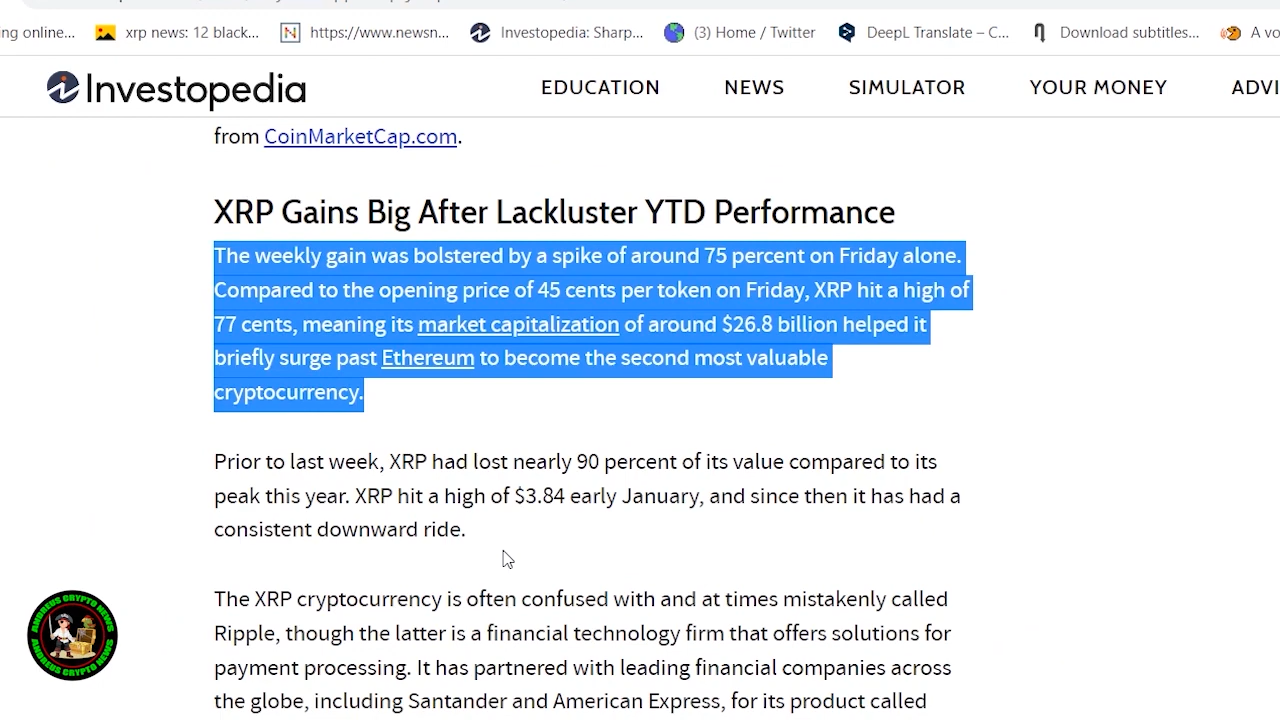 ng online...
xrp news: 12 black...
https://www.newsn...
Investopedia: Sharp...
(3) Home / Twitter
DeepL Translate – C...
Download subtitles...
A vo
Investopedia
EDUCATION
NEWS
SIMULATOR
YOUR MONEY
ADVI
from CoinMarketCap.com.
XRP Gains Big After Lackluster YTD Performance
The weekly gain was bolstered by a spike of around 75 percent on Friday alone.
Compared to the opening price of 45 cents per token on Friday, XRP hit a high of
77 cents, meaning its market capitalization of around $26.8 billion helped it
briefly surge past Ethereum to become the second most valuable
cryptocurrency.
Prior to last week, XRP had lost nearly 90 percent of its value compared to its
peak this year. XRP hit a high of $3.84 early January, and since then it has had a
consistent downward ride.
The XRP cryptocurrency is often confused with and at times mistakenly called
Ripple, though the latter is a financial technology firm that offers solutions for
payment processing. It has partnered with leading financial companies across
the globe, including Santander and American Express, for its product called
ANDREUS CRYPTO NEWS
ANDREUS CRYPTO NEWS